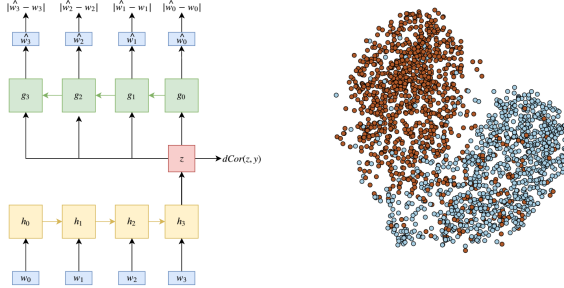 |ŵ₃ − w₃| |ŵ₂ − w₂| |ŵ₁ − w₁| |ŵ₀ − w₀|
ŵ₃ ŵ₂ ŵ₁ ŵ₀
g₃ g₂ g₁ g₀
z dCor(z, y)
h₀ h₁ h₂ h₃
w₀ w₁ w₂ w₃